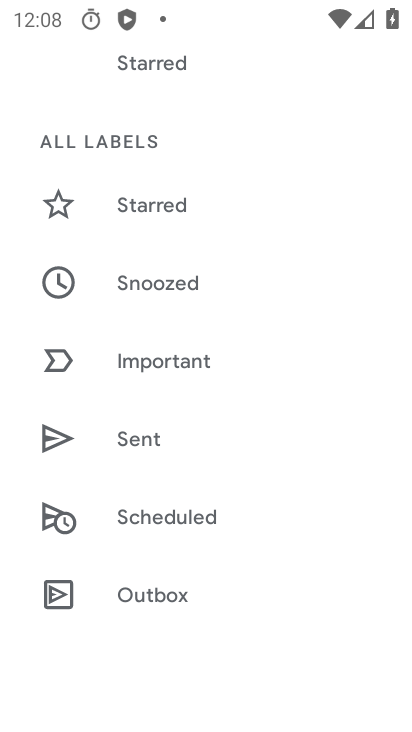 12:08
Starred
ALL LABELS
Starred
Snoozed
Important
Sent
Scheduled
Outbox